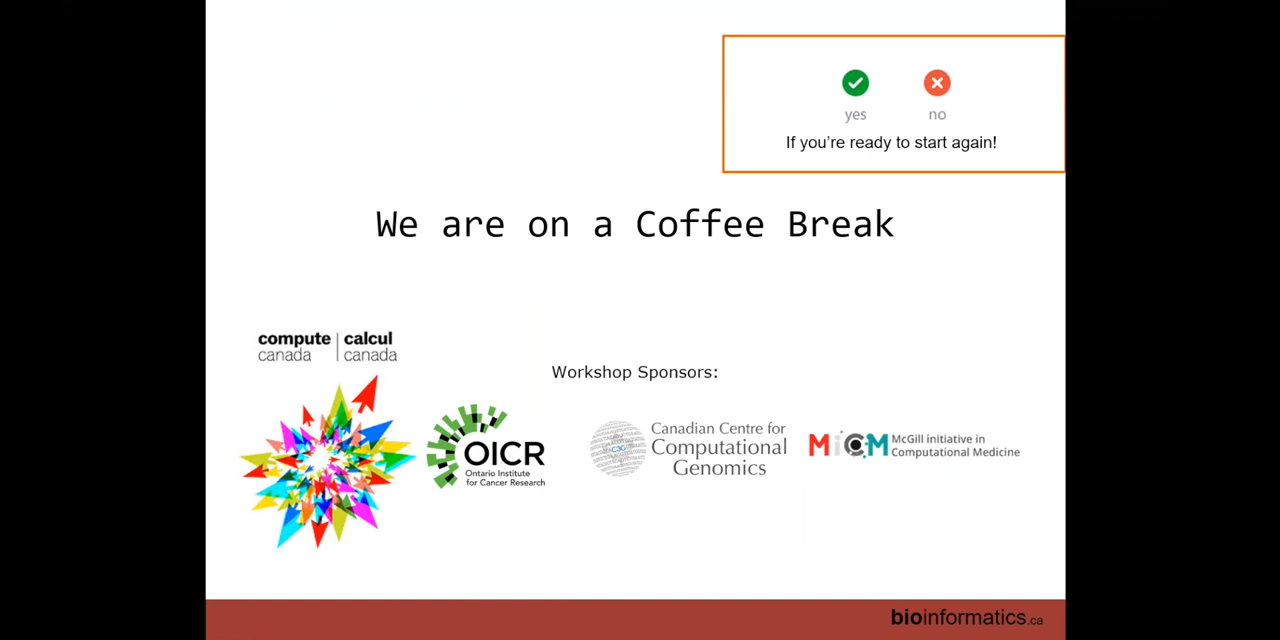 yes no
If you're ready to start again!
We are on a Coffee Break
compute calcul
canada canada
Workshop Sponsors:
OICR
Ontario Institute
for Cancer Research
C3G
Canadian Centre for
Computational
Genomics
MiCM
McGill initiative in
Computational Medicine
bioinformatics.ca